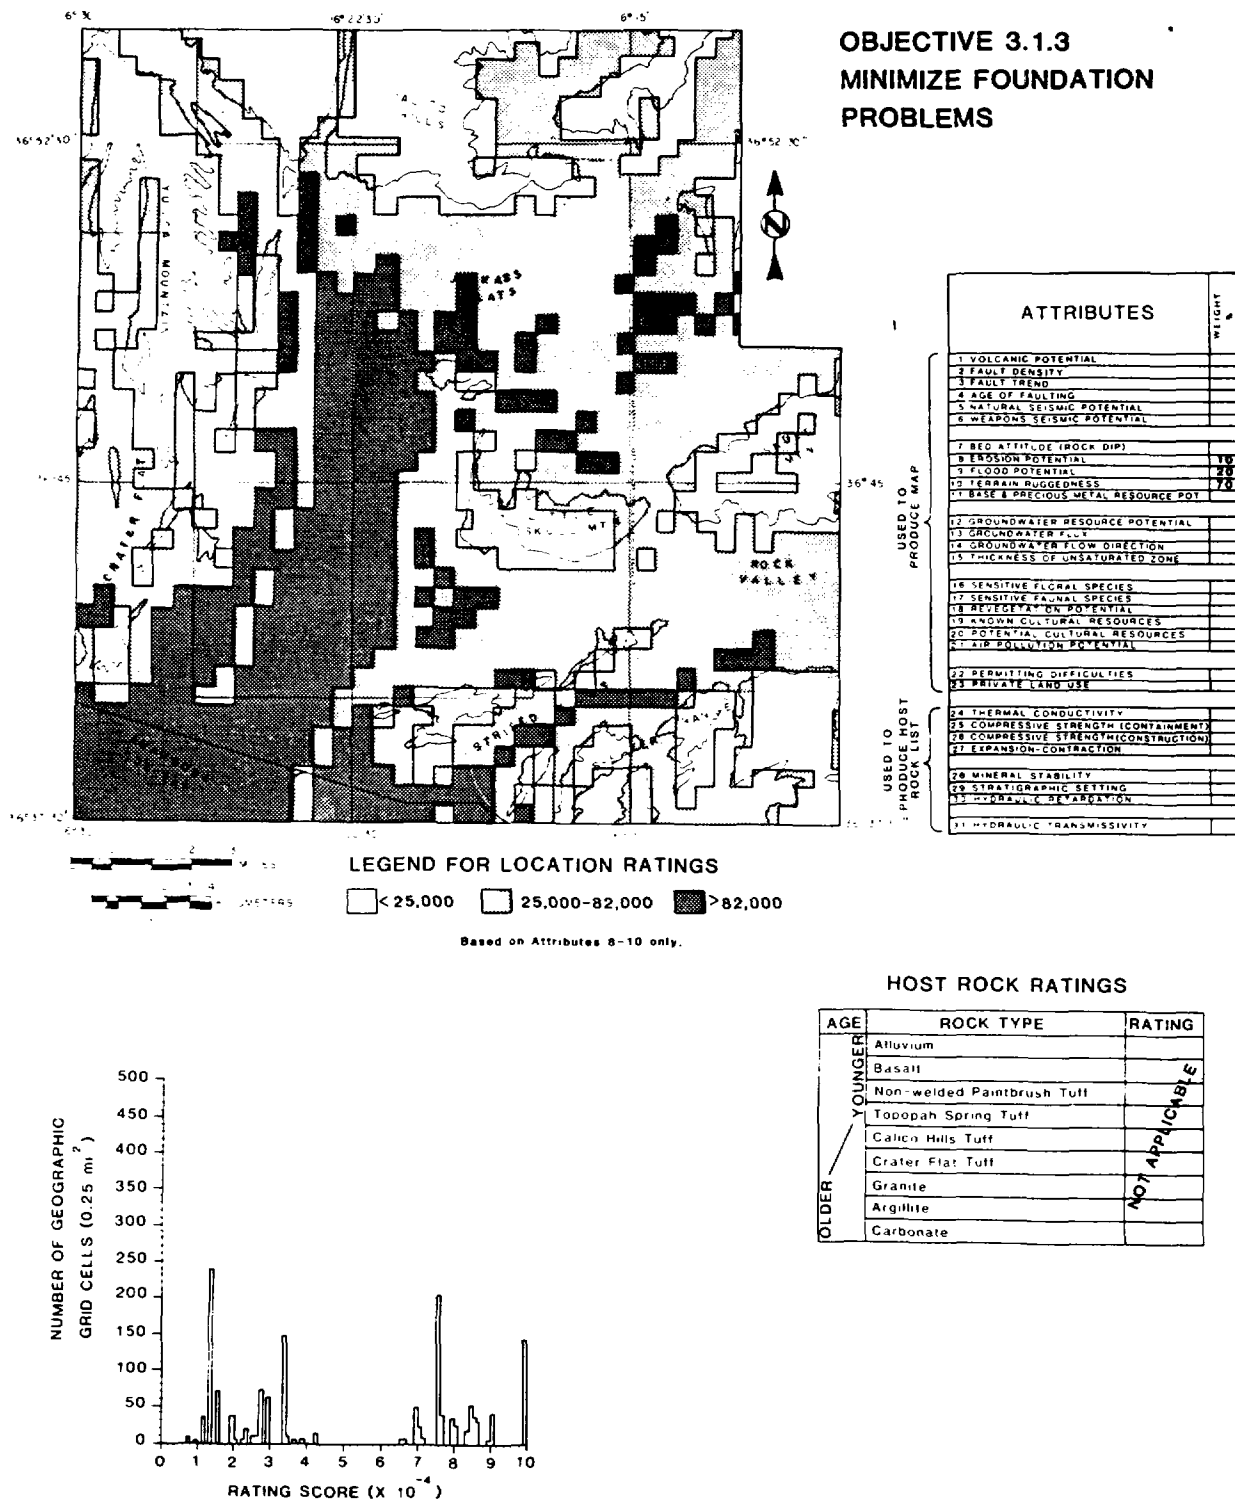 OBJECTIVE 3.1.3
MINIMIZE FOUNDATION
PROBLEMS
36°52'30"
N
YUCCA MOUNTAIN
CRATER FLAT
SKULL MT
ROCK
VALLEY
STRIPED
36°45
ATTRIBUTES
WEIGHT %
USED TO
PRODUCE MAP
1 VOLCANIC POTENTIAL
2 FAULT DENSITY
3 FAULT TREND
4 AGE OF FAULTING
5 NATURAL SEISMIC POTENTIAL
6 WEAPONS SEISMIC POTENTIAL
7 BED ATTITUDE (ROCK DIP)
8 EROSION POTENTIAL 10
9 FLOOD POTENTIAL 20
10 TERRAIN RUGGEDNESS 70
11 BASE & PRECIOUS METAL RESOURCE POT
12 GROUNDWATER RESOURCE POTENTIAL
13 GROUNDWATER FLUX
14 GROUNDWATER FLOW DIRECTION
15 THICKNESS OF UNSATURATED ZONE
16 SENSITIVE FLORAL SPECIES
17 SENSITIVE FAUNAL SPECIES
18 REVEGETATION POTENTIAL
19 KNOWN CULTURAL RESOURCES
20 POTENTIAL CULTURAL RESOURCES
21 AIR POLLUTION POTENTIAL
22 PERMITTING DIFFICULTIES
23 PRIVATE LAND USE
USED TO
PRODUCE HOST
ROCK LIST
24 THERMAL CONDUCTIVITY
25 COMPRESSIVE STRENGTH (CONTAINMENT)
26 COMPRESSIVE STRENGTH (CONSTRUCTION)
27 EXPANSION-CONTRACTION
28 MINERAL STABILITY
29 STRATIGRAPHIC SETTING
30 HYDRAULIC RETARDATION
31 HYDRAULIC TRANSMISSIVITY
LEGEND FOR LOCATION RATINGS
<25,000 25,000-82,000 >82,000
Based on Attributes 8-10 only.
HOST ROCK RATINGS
AGE ROCK TYPE RATING
YOUNGER
OLDER
Alluvium
Basalt
Non-welded Paintbrush Tuff
Topopah Spring Tuff
Calico Hills Tuff
Crater Flat Tuff
Granite
Argillite
Carbonate
NOT APPLICABLE
NUMBER OF GEOGRAPHIC
GRID CELLS (0.25 mi²)
500
450
400
350
300
250
200
150
100
50
0
0 1 2 3 4 5 6 7 8 9 10
RATING SCORE (X 10⁻⁴)